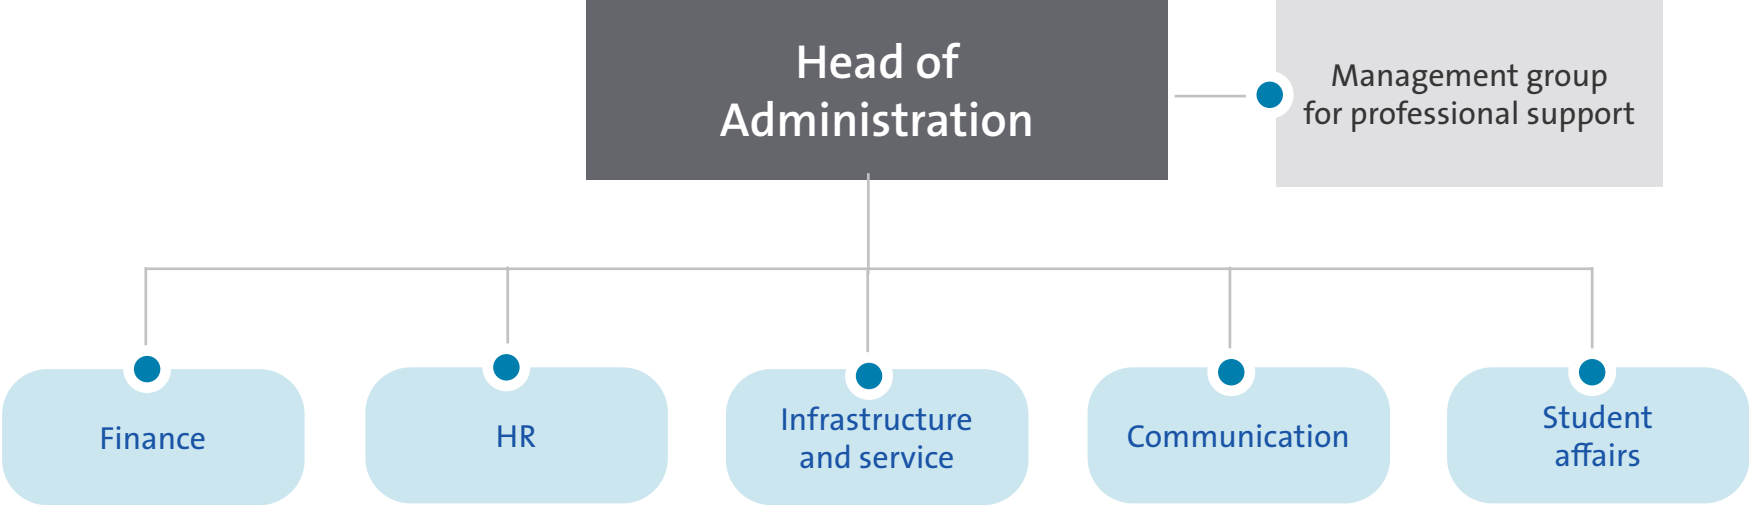 Head of
Administration
Management group
for professional support
Finance
HR
Infrastructure
and service
Communication
Student
affairs